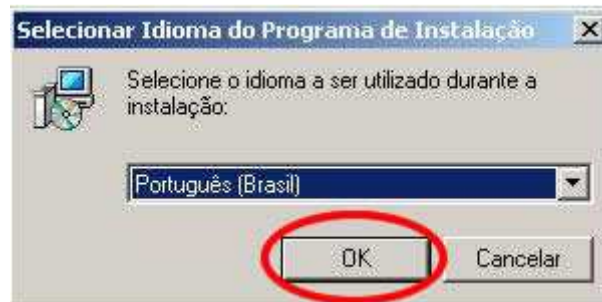 Selecionar Idioma do Programa de Instalação
Selecione o idioma a ser utilizado durante a
instalação:
Português (Brasil)
OK
Cancelar